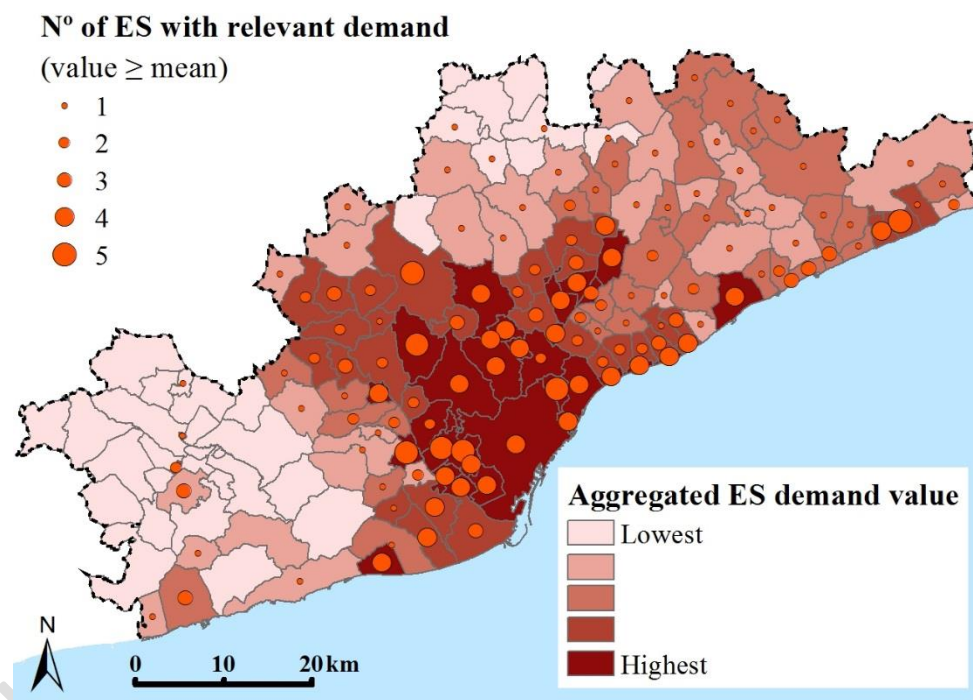 Nº of ES with relevant demand
(value ≥ mean)
1
2
3
4
5
Aggregated ES demand value
Lowest
Highest
N
0 10 20 km